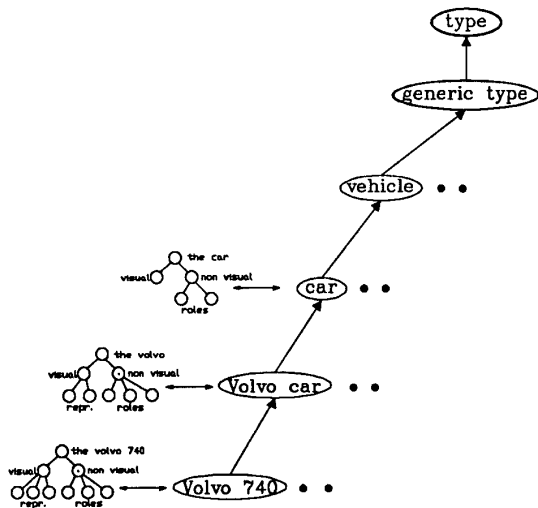 type
generic type
vehicle
the car
visual
non visual
roles
car
the volvo
visual
non visual
repr.
roles
Volvo car
the volvo 740
visual
non visual
repr.
roles
Volvo 740